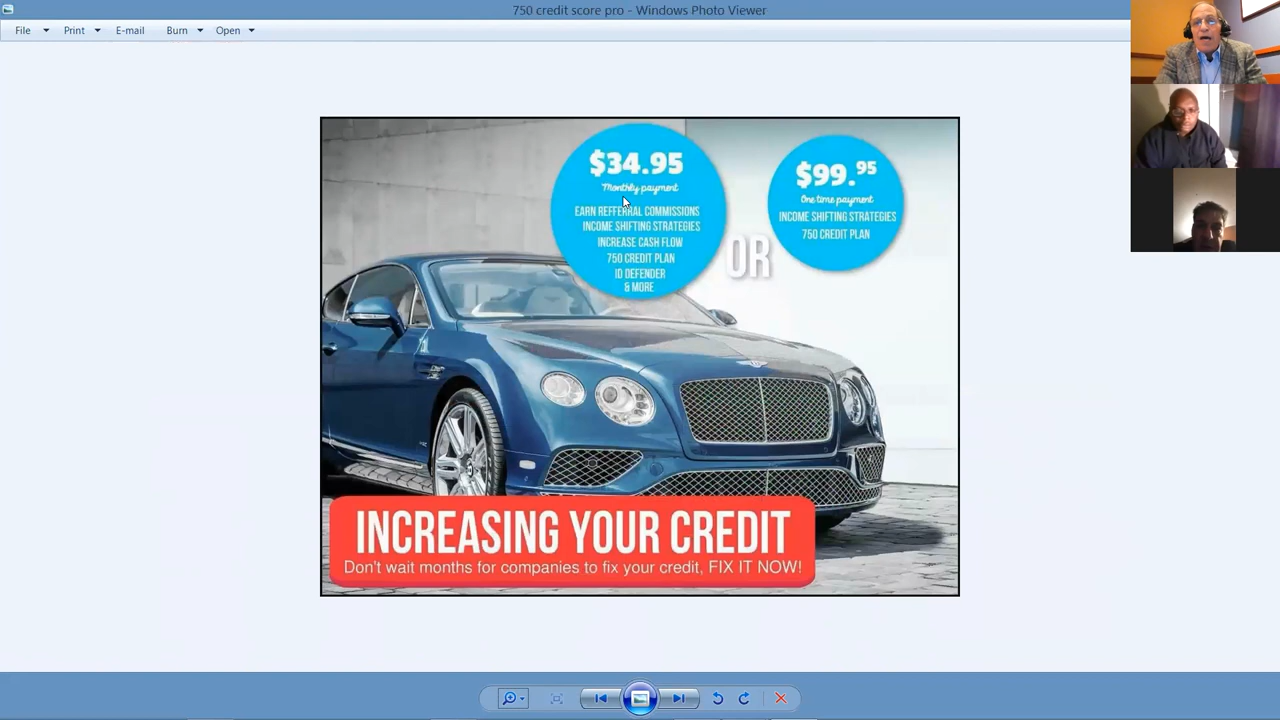 750 credit score pro - Windows Photo Viewer
File Print E-mail Burn Open
$34.95
Monthly payment
EARN REFFERRAL COMMISSIONS
INCOME SHIFTING STRATEGIES
INCREASE CASH FLOW
750 CREDIT PLAN
ID DEFENDER
& MORE
OR
$99.95
One time payment
INCOME SHIFTING STRATEGIES
750 CREDIT PLAN
INCREASING YOUR CREDIT
Don't wait months for companies to fix your credit, FIX IT NOW!